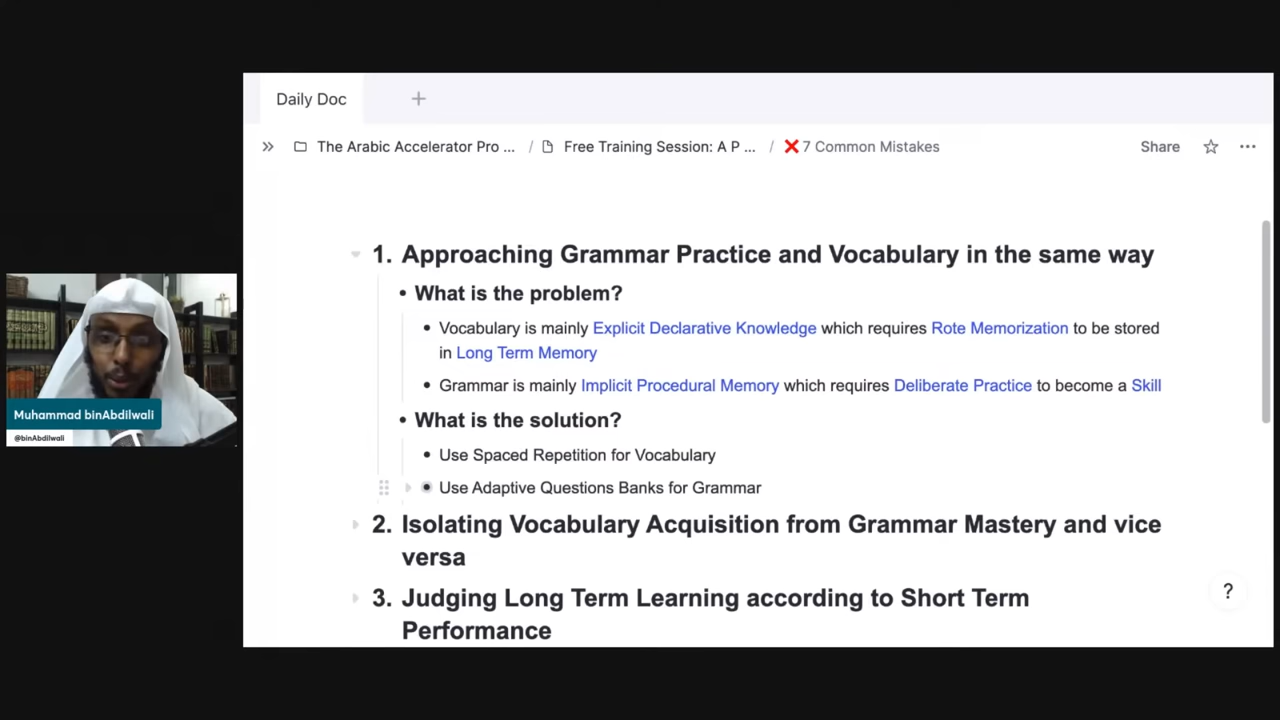 Daily Doc +
The Arabic Accelerator Pro ... / Free Training Session: A P ... / ❌ 7 Common Mistakes Share
1. Approaching Grammar Practice and Vocabulary in the same way
• What is the problem?
• Vocabulary is mainly Explicit Declarative Knowledge which requires Rote Memorization to be stored
in Long Term Memory
• Grammar is mainly Implicit Procedural Memory which requires Deliberate Practice to become a Skill
• What is the solution?
• Use Spaced Repetition for Vocabulary
• Use Adaptive Questions Banks for Grammar
2. Isolating Vocabulary Acquisition from Grammar Mastery and vice
versa
3. Judging Long Term Learning according to Short Term
Performance
?
Muhammad binAbdilwali
@binAbdilwali